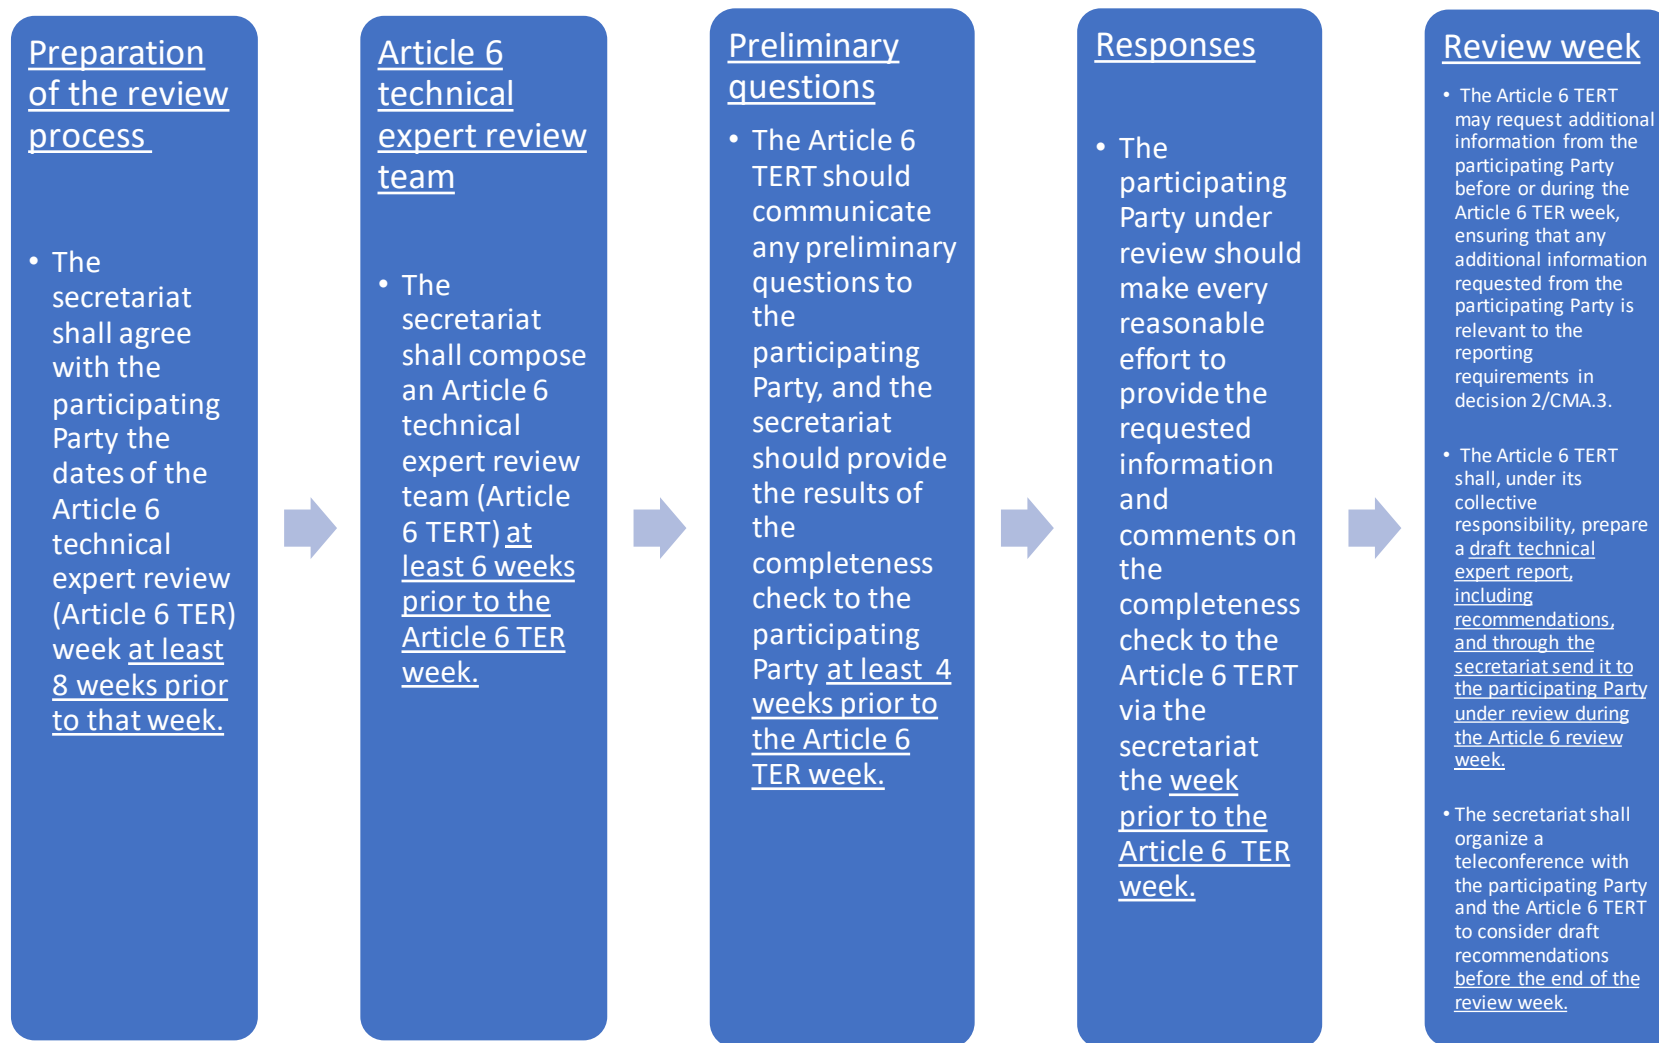 Preparation
of the review
process
• The
secretariat
shall agree
with the
participating
Party the
dates of the
Article 6
technical
expert review
(Article 6 TER)
week at least
8 weeks prior
to that week.
Article 6
technical
expert review
team
• The
secretariat
shall compose
an Article 6
technical
expert review
team (Article
6 TERT) at
least 6 weeks
prior to the
Article 6 TER
week.
Preliminary
questions
• The Article 6
TERT should
communicate
any preliminary
questions to
the
participating
Party, and the
secretariat
should provide
the results of
the
completeness
check to the
participating
Party at least 4
weeks prior to
the Article 6
TER week.
Responses
• The
participating
Party under
review should
make every
reasonable
effort to
provide the
requested
information
and
comments on
the
completeness
check to the
Article 6 TERT
via the
secretariat
the week
prior to the
Article 6 TER
week.
Review week
• The Article 6 TERT
may request additional
information from the
participating Party
before or during the
Article 6 TER week,
ensuring that any
additional information
requested from the
participating Party is
relevant to the
reporting
requirements in
decision 2/CMA.3.
• The Article 6 TERT
shall, under its
collective
responsibility, prepare
a draft technical
expert report,
including
recommendations,
and through the
secretariat send it to
the participating Party
under review during
the Article 6 review
week.
• The secretariat shall
organize a
teleconference with
the participating Party
and the Article 6 TERT
to consider draft
recommendations
before the end of the
review week.